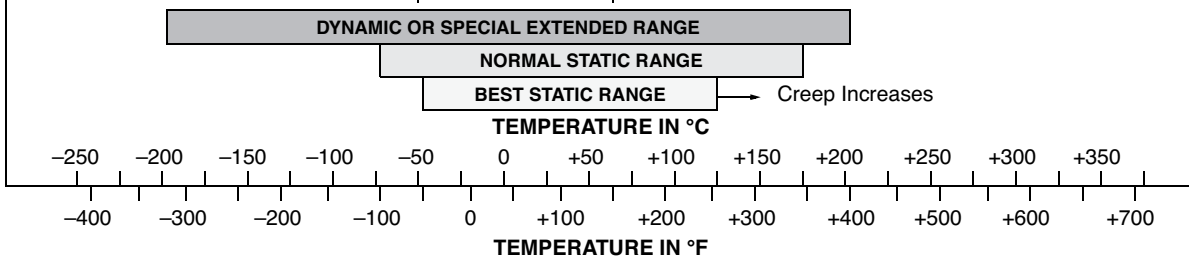 DYNAMIC OR SPECIAL EXTENDED RANGE
NORMAL STATIC RANGE
BEST STATIC RANGE
Creep Increases
TEMPERATURE IN °C
–250 –200 –150 –100 –50 0 +50 +100 +150 +200 +250 +300 +350
–400 –300 –200 –100 0 +100 +200 +300 +400 +500 +600 +700
TEMPERATURE IN °F